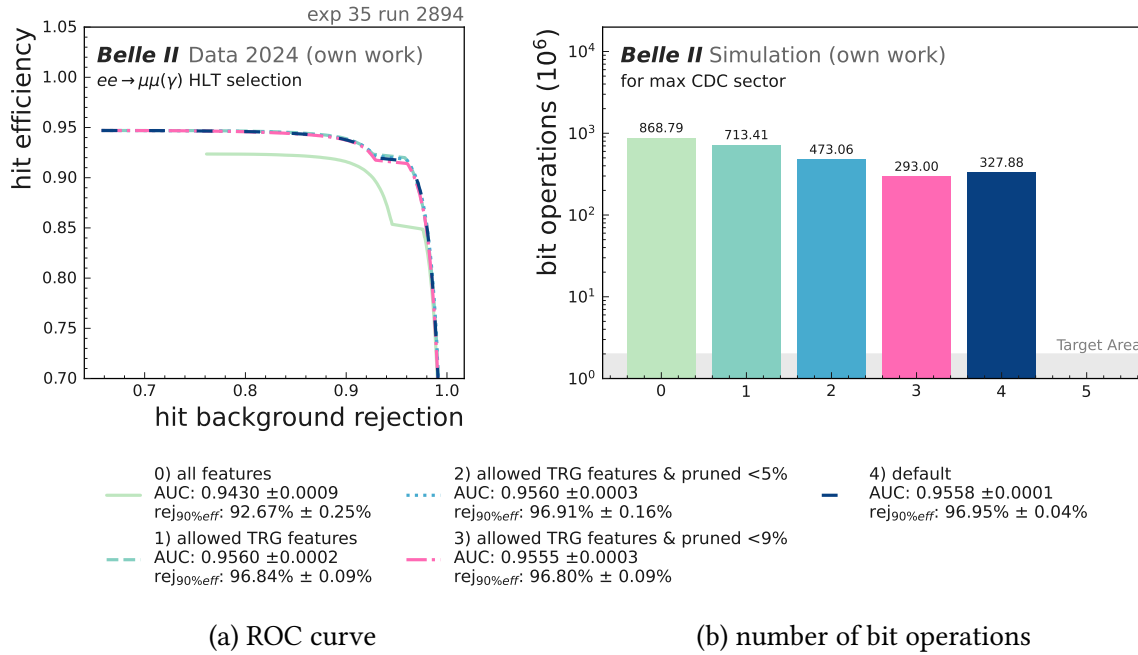 exp 35 run 2894
hit efficiency
1.05
1.00
0.95
0.90
0.85
0.80
0.75
0.70
Belle II Data 2024 (own work)
ee→μμ(γ) HLT selection
0.7
0.8
0.9
1.0
hit background rejection
bit operations (10⁶)
10⁴
10³
10²
10¹
10⁰
Belle II Simulation (own work)
for max CDC sector
868.79
713.41
473.06
293.00
327.88
Target Area
0
1
2
3
4
5
0) all features
AUC: 0.9430 ±0.0009
rej90%eff: 92.67% ± 0.25%
1) allowed TRG features
AUC: 0.9560 ±0.0002
rej90%eff: 96.84% ± 0.09%
2) allowed TRG features & pruned <5%
AUC: 0.9560 ±0.0003
rej90%eff: 96.91% ± 0.16%
3) allowed TRG features & pruned <9%
AUC: 0.9555 ±0.0003
rej90%eff: 96.80% ± 0.09%
4) default
AUC: 0.9558 ±0.0001
rej90%eff: 96.95% ± 0.04%
(a) ROC curve
(b) number of bit operations